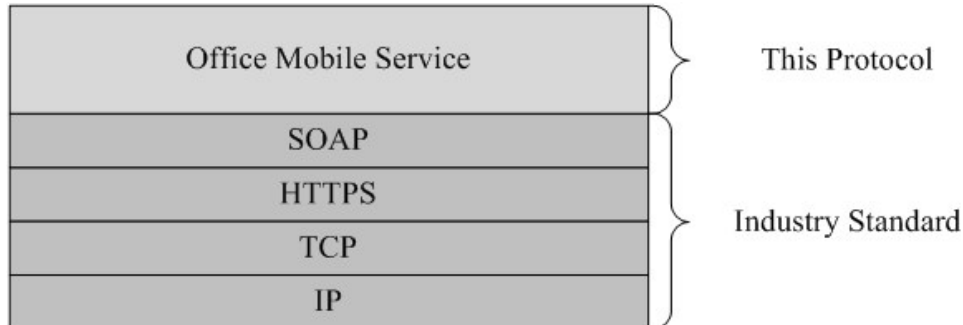 Office Mobile Service
This Protocol
SOAP
HTTPS
TCP
IP
Industry Standard